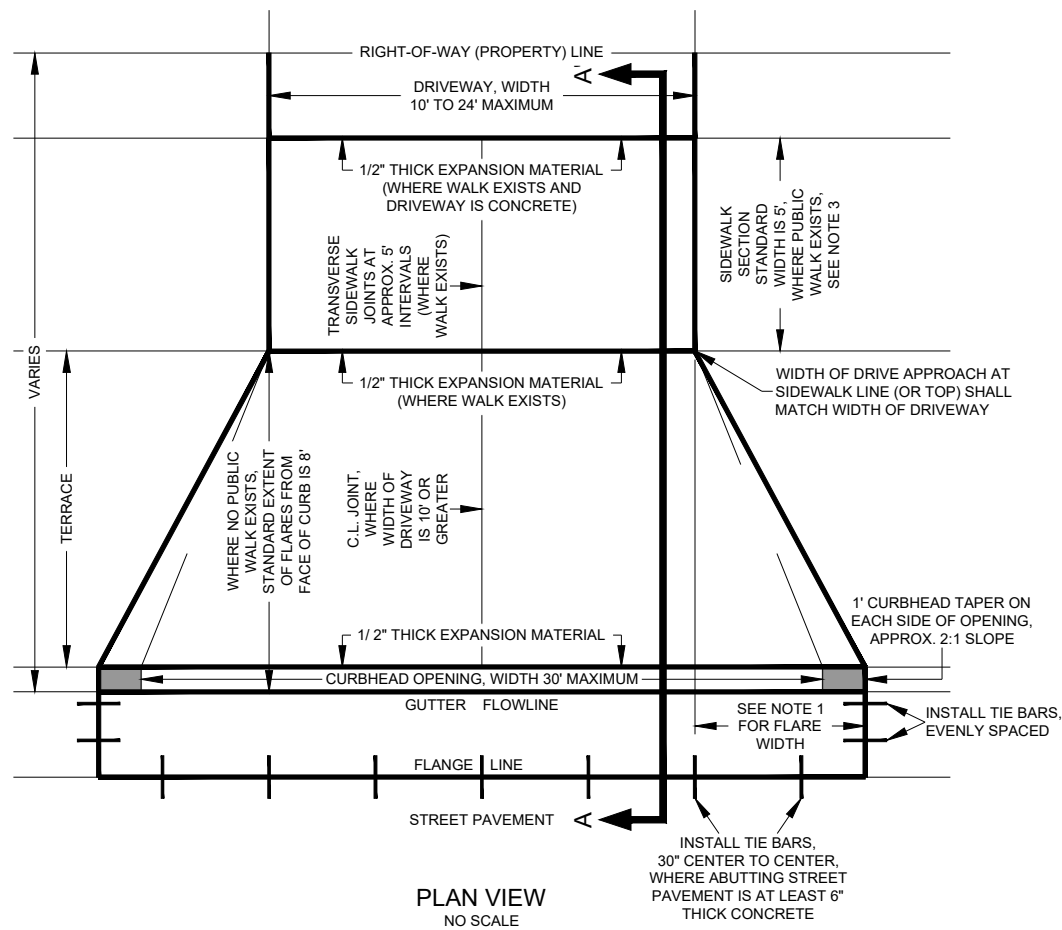 RIGHT-OF-WAY (PROPERTY) LINE
A'
DRIVEWAY, WIDTH
10' TO 24' MAXIMUM
1/2" THICK EXPANSION MATERIAL
(WHERE WALK EXISTS AND
DRIVEWAY IS CONCRETE)
TRANSVERSE
SIDEWALK
JOINTS AT
APPROX. 5'
INTERVALS
(WHERE
WALK EXISTS)
SIDEWALK
SECTION
STANDARD
WIDTH IS 5',
WHERE PUBLIC
WALK EXISTS,
SEE NOTE 3
VARIES
1/2" THICK EXPANSION MATERIAL
(WHERE WALK EXISTS)
WIDTH OF DRIVE APPROACH AT
SIDEWALK LINE (OR TOP) SHALL
MATCH WIDTH OF DRIVEWAY
TERRACE
WHERE NO PUBLIC
WALK EXISTS,
STANDARD EXTENT
OF FLARES FROM
FACE OF CURB IS 8'
C.L. JOINT,
WHERE
WIDTH OF
DRIVEWAY
IS 10' OR
GREATER
1' CURBHEAD TAPER ON
EACH SIDE OF OPENING,
APPROX. 2:1 SLOPE
1/ 2" THICK EXPANSION MATERIAL
CURBHEAD OPENING, WIDTH 30' MAXIMUM
GUTTER FLOWLINE
SEE NOTE 1
FOR FLARE
WIDTH
INSTALL TIE BARS,
EVENLY SPACED
FLANGE LINE
STREET PAVEMENT
A
INSTALL TIE BARS,
30" CENTER TO CENTER,
WHERE ABUTTING STREET
PAVEMENT IS AT LEAST 6"
THICK CONCRETE
PLAN VIEW
NO SCALE